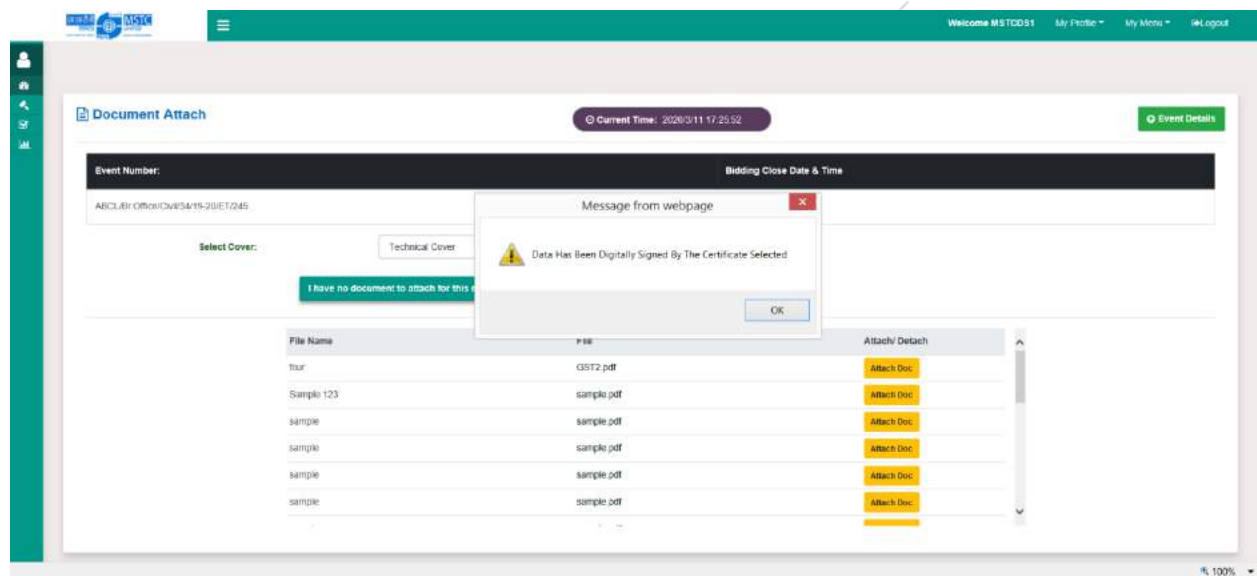 MSTC
Welcome MSTCDS1 My Profile My Menu Logout
Document Attach
Current Time: 2020/3/11 17:25:52
Event Details
Event Number: Bidding Close Date & Time
ABCL/Br Office/Civil/54/19-20/ET/245
Message from webpage
Select Cover: Technical Cover
Data Has Been Digitally Signed By The Certificate Selected
I have no document to attach for this
OK
File Name File Attach/ Detach
four GST2.pdf Attach Doc
Sample 123 sample.pdf Attach Doc
sample sample.pdf Attach Doc
sample sample.pdf Attach Doc
sample sample.pdf Attach Doc
sample sample.pdf Attach Doc
100%